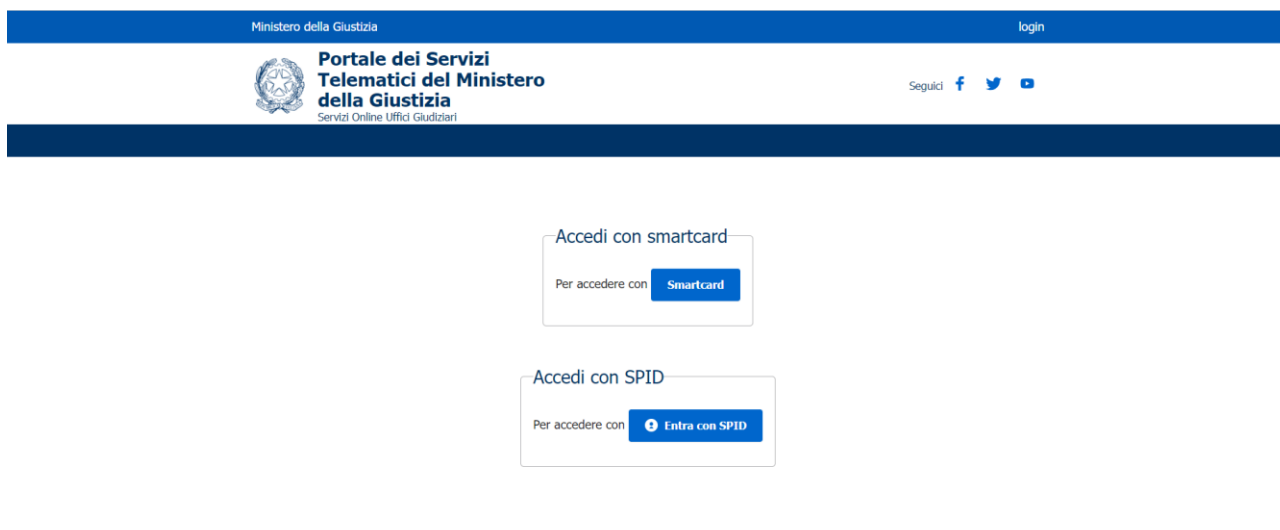 Ministero della Giustizia login
Portale dei Servizi
Telematici del Ministero
della Giustizia
Servizi Online Uffici Giudiziari
Seguici
Accedi con smartcard
Per accedere con Smartcard
Accedi con SPID
Per accedere con Entra con SPID